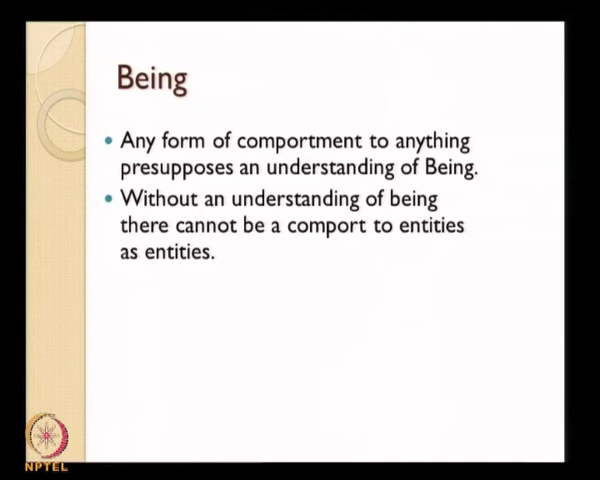 Being
Any form of comportment to anything
presupposes an understanding of Being.
Without an understanding of being
there cannot be a comport to entities
as entities.
NPTEL